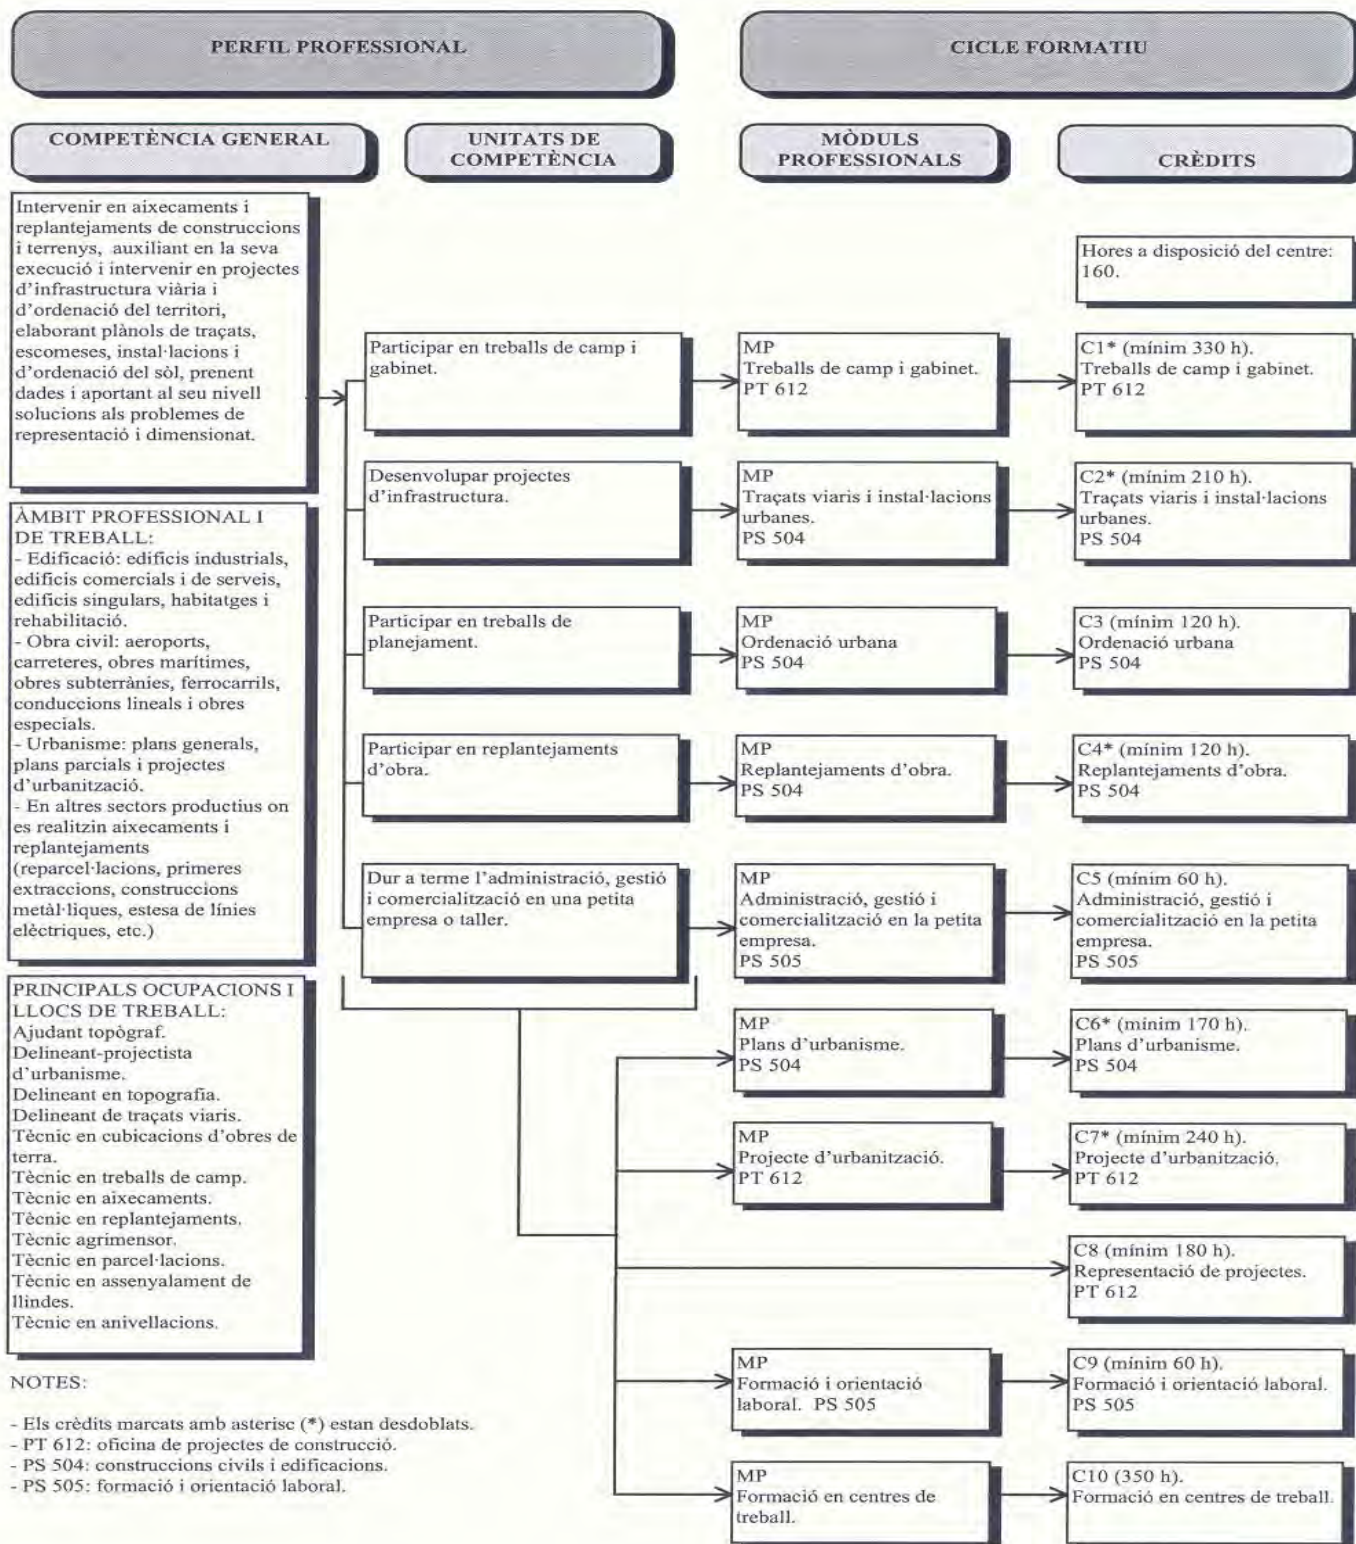 PERFIL PROFESSIONAL
CICLE FORMATIU
COMPETÈNCIA GENERAL
UNITATS DE
COMPETÈNCIA
MÒDULS
PROFESSIONALS
CRÈDITS
Intervenir en aixecaments i
replantejaments de construccions
i terrenys, auxiliant en la seva
execució i intervenir en projectes
d'infrastructura viària i
d'ordenació del territori,
elaborant plànols de traçats,
escomeses, instal·lacions i
d'ordenació del sòl, prenent
dades i aportant al seu nivell
solucions als problemes de
representació i dimensionat.
ÀMBIT PROFESSIONAL I
DE TREBALL:
- Edificació: edificis industrials,
edificis comercials i de serveis,
edificis singulars, habitatges i
rehabilitació.
- Obra civil: aeroports,
carreteres, obres marítimes,
obres subterrànies, ferrocarrils,
conduccions lineals i obres
especials.
- Urbanisme: plans generals,
plans parcials i projectes
d'urbanització.
- En altres sectors productius on
es realitzin aixecaments i
replantejaments
(reparcel·lacions, primeres
extraccions, construccions
metàl·liques, estesa de línies
elèctriques, etc.)
PRINCIPALS OCUPACIONS I
LLOCS DE TREBALL:
Ajudant topògraf.
Delineant-projectista
d'urbanisme.
Delineant en topografia.
Delineant de traçats viaris.
Tècnic en cubicacions d'obres de
terra.
Tècnic en treballs de camp.
Tècnic en aixecaments.
Tècnic en replantejaments.
Tècnic agrimensor.
Tècnic en parcel·lacions.
Tècnic en assenyalament de
llindes.
Tècnic en anivellacions.
Hores a disposició del centre:
160.
Participar en treballs de camp i
gabinet.
MP
Treballs de camp i gabinet.
PT 612
C1* (mínim 330 h).
Treballs de camp i gabinet.
PT 612
Desenvolupar projectes
d'infrastructura.
MP
Traçats viaris i instal·lacions
urbanes.
PS 504
C2* (mínim 210 h).
Traçats viaris i instal·lacions
urbanes.
PS 504
Participar en treballs de
planejament.
MP
Ordenació urbana
PS 504
C3 (mínim 120 h).
Ordenació urbana
PS 504
Participar en replantejaments
d'obra.
MP
Replantejaments d'obra.
PS 504
C4* (mínim 120 h).
Replantejaments d'obra.
PS 504
Dur a terme l'administració, gestió
i comercialització en una petita
empresa o taller.
MP
Administració, gestió i
comercialització en la petita
empresa.
PS 505
C5 (mínim 60 h).
Administració, gestió i
comercialització en la petita
empresa.
PS 505
MP
Plans d'urbanisme.
PS 504
C6* (mínim 170 h).
Plans d'urbanisme.
PS 504
MP
Projecte d'urbanització.
PT 612
C7* (mínim 240 h).
Projecte d'urbanització.
PT 612
C8 (mínim 180 h).
Representació de projectes.
PT 612
MP
Formació i orientació
laboral. PS 505
C9 (mínim 60 h).
Formació i orientació laboral.
PS 505
MP
Formació en centres de
treball.
C10 (350 h).
Formació en centres de treball.
NOTES:
- Els crèdits marcats amb asterisc (*) estan desdoblats.
- PT 612: oficina de projectes de construcció.
- PS 504: construccions civils i edificacions.
- PS 505: formació i orientació laboral.